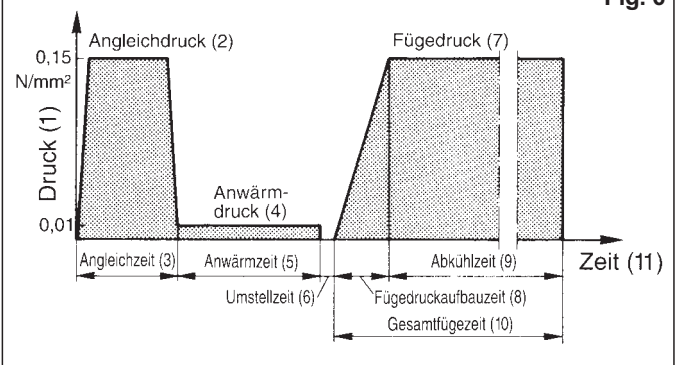 Fig. 6
Angleichdruck (2)
Fügedruck (7)
0,15
N/mm²
Druck (1)
Anwärm-
druck (4)
0,01
Angleichzeit (3)
Anwärmzeit (5)
Abkühlzeit (9)
Zeit (11)
Umstellzeit (6)
Fügedruckaufbauzeit (8)
Gesamtfügezeit (10)